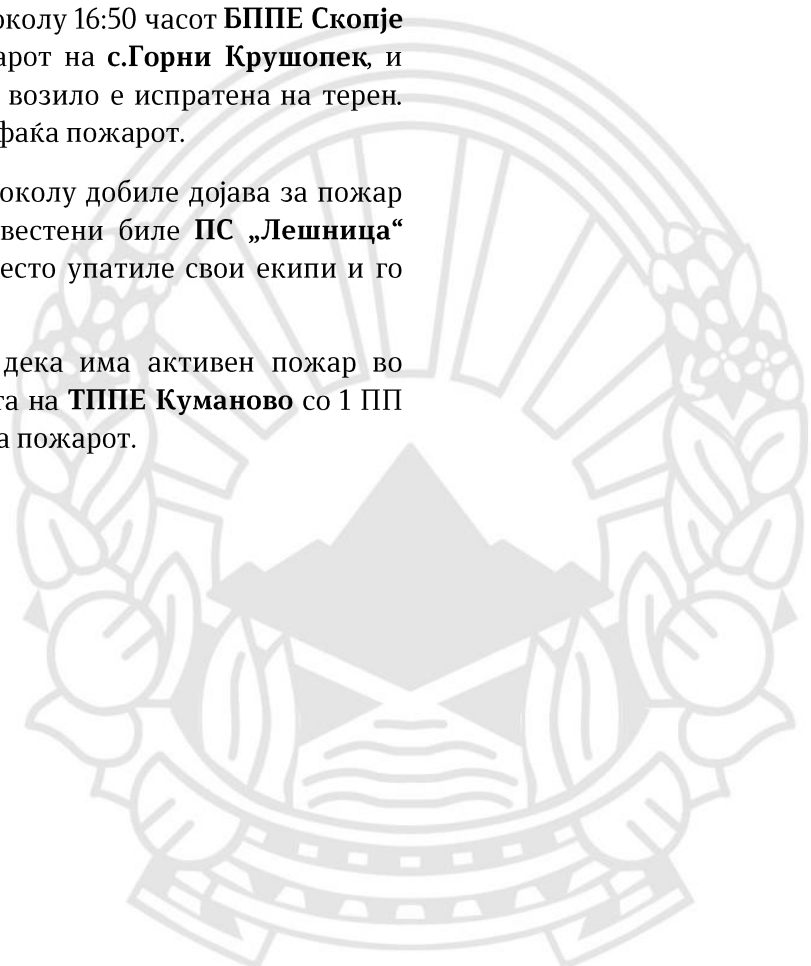 околу 16:50 часот БППЕ Скопје
арот на с.Горни Крушопек, и
возило е испратена на терен.
фаќа пожарот.
околу добиле дојава за пожар
вестени биле ПС „Лешница“
есто упатиле свои екипи и го
дека има активен пожар во
та на ТППЕ Куманово со 1 ПП
а пожарот.